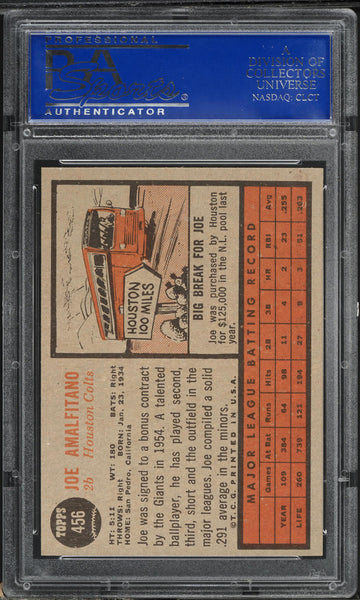 PROFESSIONAL
PSA
Sports ®
AUTHENTICATOR
A
DIVISION OF
COLLECTORS
UNIVERSE
NASDAQ: CLCT
TOPPS
456
JOE AMALFITANO
2b Houston Colts
HT: 5:11 WT: 180 BATS: Right
THROWS: Right BORN: Jan. 23, 1934
HOME: San Pedro, California
Joe was signed to a bonus contract
by the Giants in 1954. A talented
ballplayer, he has played second,
third, short and the outfield in the
major leagues. Joe compiled a solid
.291 average in the minors.
© T.C.G. PRINTED IN U.S.A.
HOUSTON
100 MILES
BIG BREAK FOR JOE
Joe was purchased by Houston
for $125,000 in the N.L. pool last
year.
MAJOR LEAGUE BATTING RECORD
Games At Bat Runs Hits 2B 3B HR RBI Avg.
YEAR 109 384 64 98 11 4 2 23 .255
LIFE 260 739 121 194 27 8 3 51 .263